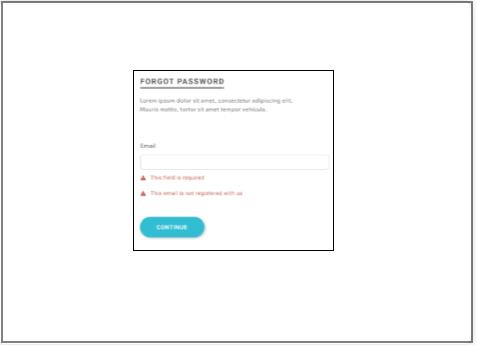 FORGOT PASSWORD
Lorem ipsum dolor sit amet, consectetur adipiscing elit.
Mauris mattis, tortor sit amet tempor vehicula.
Email
This field is required
This email is not registered with us
CONTINUE